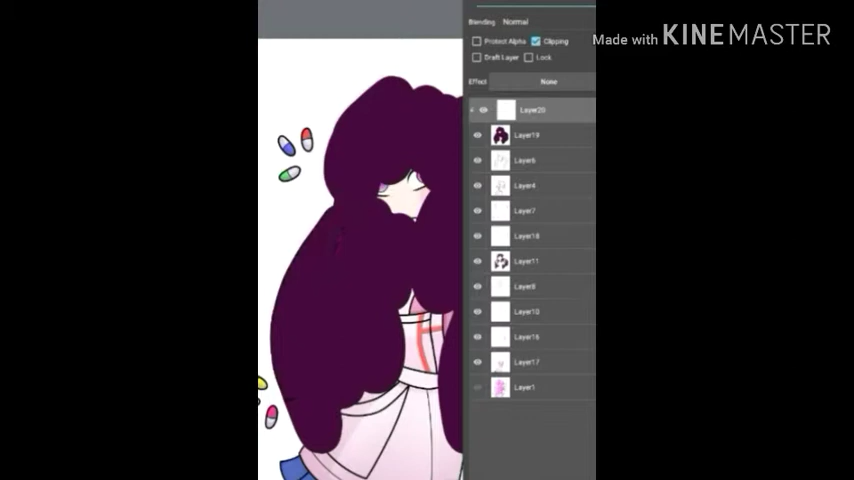 Blending Normal
Protect Alpha Clipping
Made with KINEMASTER
Draft Layer Lock
Effect None
Layer20
Layer19
Layer6
Layer4
Layer7
Layer18
Layer11
Layer10
Layer16
Layer17
Layer1